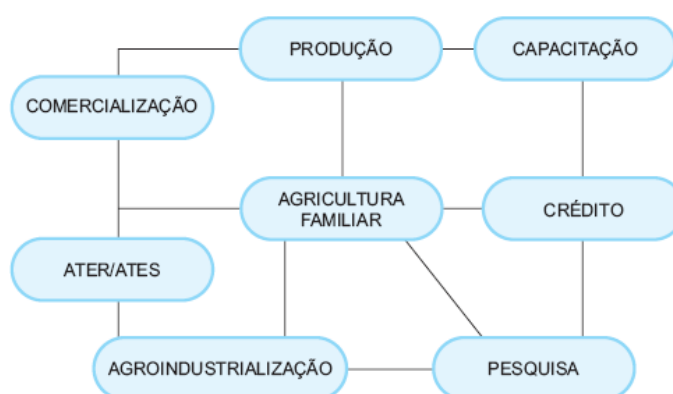 PRODUÇÃO
CAPACITAÇÃO
COMERCIALIZAÇÃO
AGRICULTURA
FAMILIAR
CRÉDITO
ATER/ATES
AGROINDUSTRIALIZAÇÃO
PESQUISA